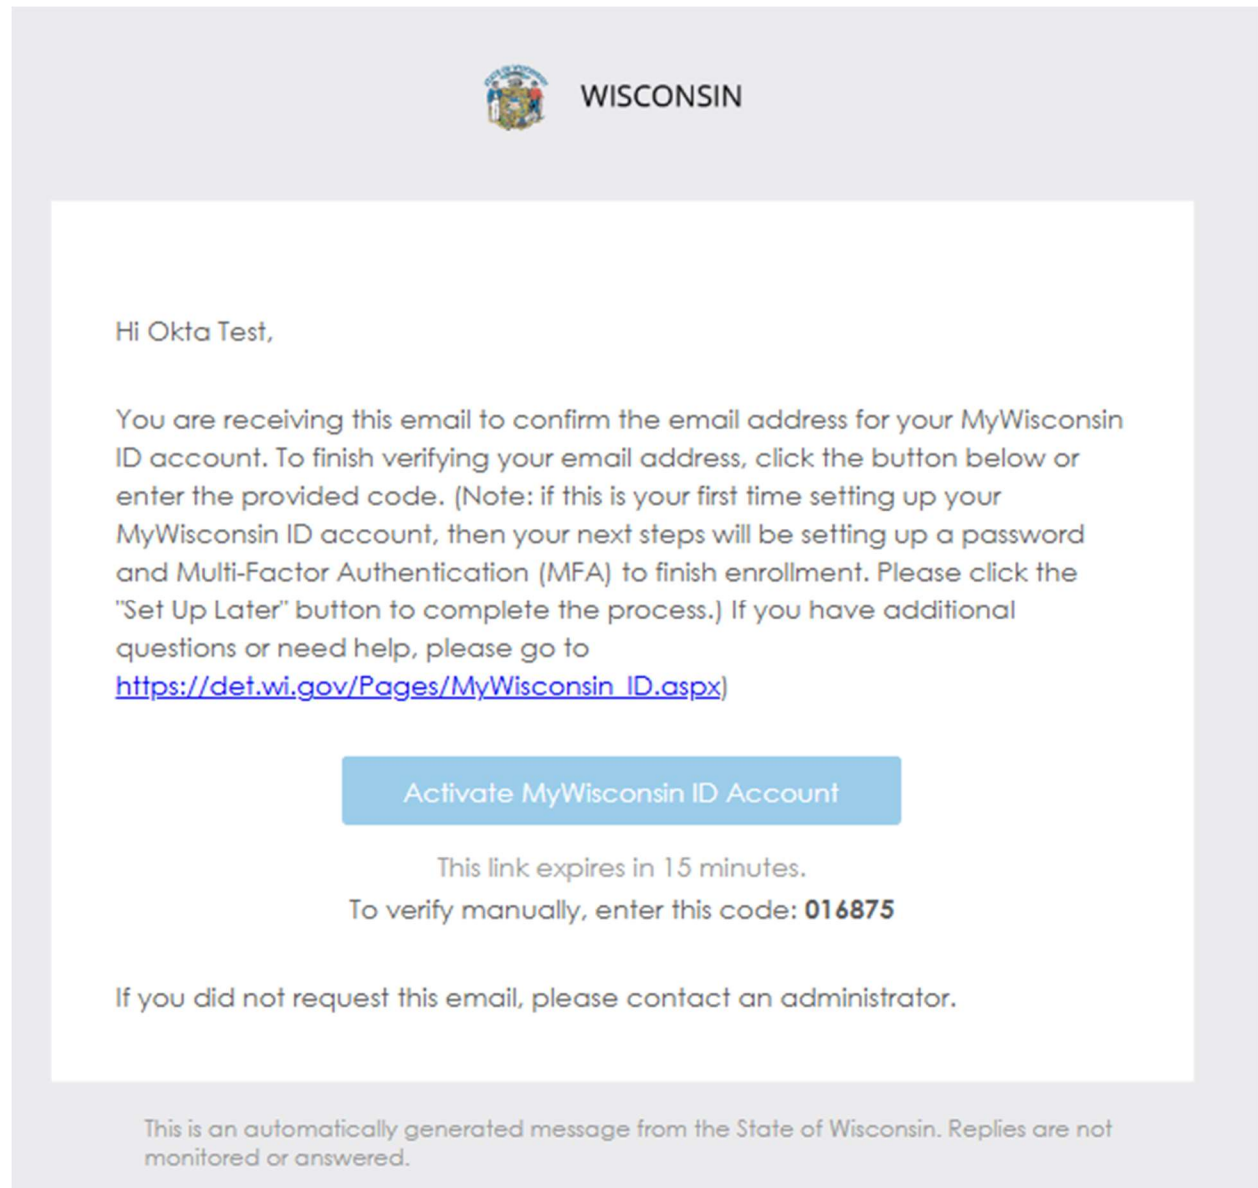 WISCONSIN
Hi Okta Test,
You are receiving this email to confirm the email address for your MyWisconsin
ID account. To finish verifying your email address, click the button below or
enter the provided code. (Note: if this is your first time setting up your
MyWisconsin ID account, then your next steps will be setting up a password
and Multi-Factor Authentication (MFA) to finish enrollment. Please click the
"Set Up Later" button to complete the process.) If you have additional
questions or need help, please go to
https://det.wi.gov/Pages/MyWisconsin_ID.aspx)
Activate MyWisconsin ID Account
This link expires in 15 minutes.
To verify manually, enter this code: 016875
If you did not request this email, please contact an administrator.
This is an automatically generated message from the State of Wisconsin. Replies are not
monitored or answered.